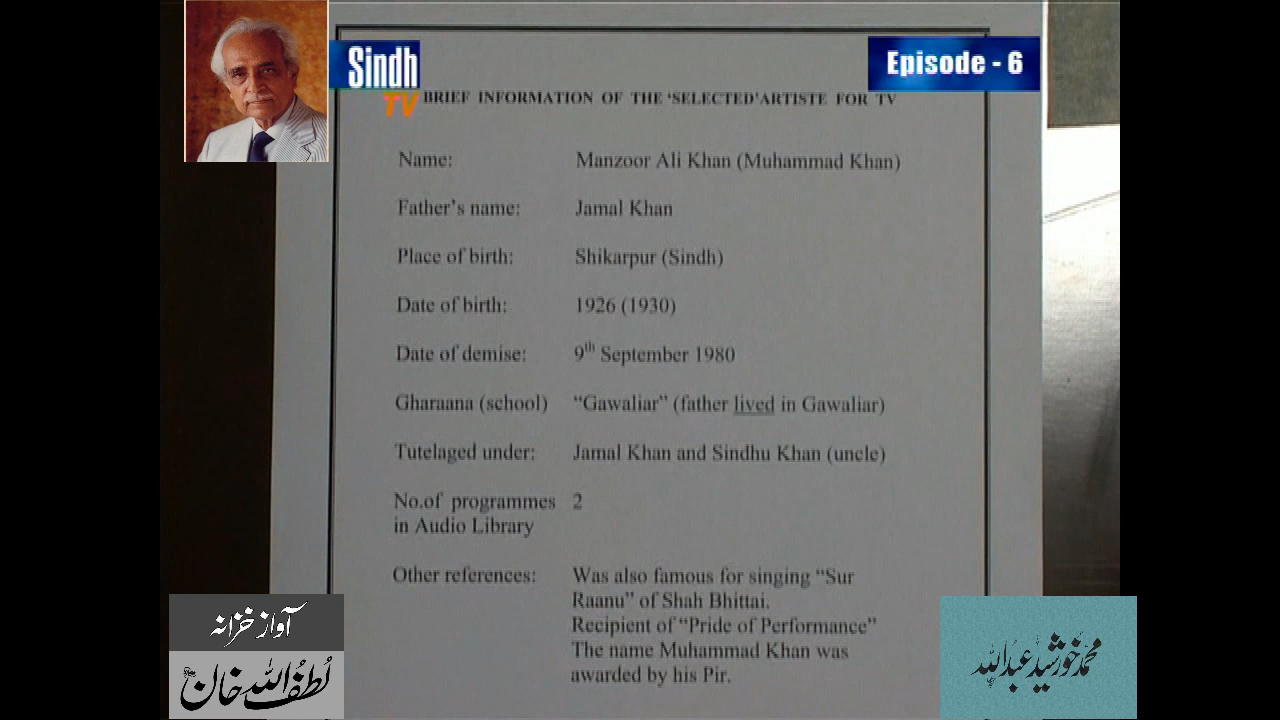 Sindh
TV
Episode - 6
BRIEF INFORMATION OF THE ‘SELECTED’ ARTISTE FOR TV
Name: Manzoor Ali Khan (Muhammad Khan)
Father’s name: Jamal Khan
Place of birth: Shikarpur (Sindh)
Date of birth: 1926 (1930)
Date of demise: 9th September 1980
Gharaana (school) “Gawaliar” (father lived in Gawaliar)
Tutelaged under: Jamal Khan and Sindhu Khan (uncle)
No.of programmes 2
in Audio Library
Other references: Was also famous for singing “Sur
Raanu” of Shah Bhittai.
Recipient of “Pride of Performance”
The name Muhammad Khan was
awarded by his Pir.
آواز خزانہ
لُطفُ اللہ خان
محمد خورشید عبداللہ